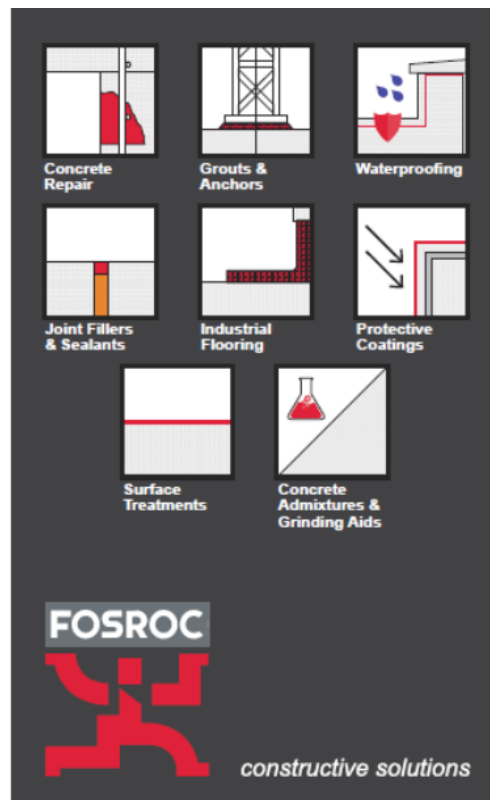 Concrete
Repair
Grouts &
Anchors
Waterproofing
Joint Fillers
& Sealants
Industrial
Flooring
Protective
Coatings
Surface
Treatments
Concrete
Admixtures &
Grinding Aids
FOSROC
constructive solutions